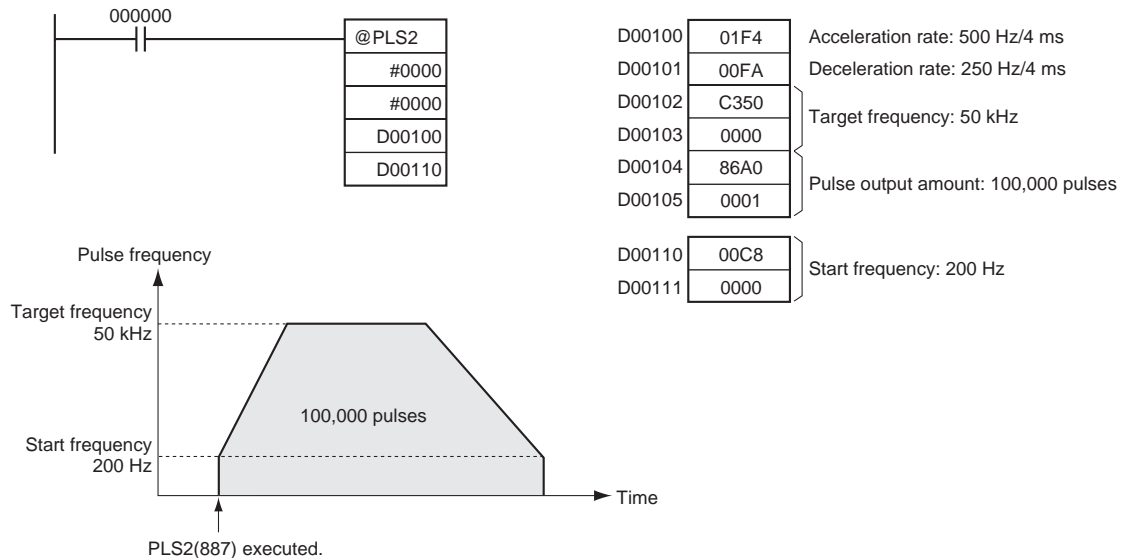 000000
@PLS2
#0000
#0000
D00100
D00110
D00100 01F4 Acceleration rate: 500 Hz/4 ms
D00101 00FA Deceleration rate: 250 Hz/4 ms
D00102 C350
Target frequency: 50 kHz
D00103 0000
D00104 86A0
Pulse output amount: 100,000 pulses
D00105 0001
D00110 00C8
Start frequency: 200 Hz
D00111 0000
Pulse frequency
Target frequency
50 kHz
100,000 pulses
Start frequency
200 Hz
Time
PLS2(887) executed.